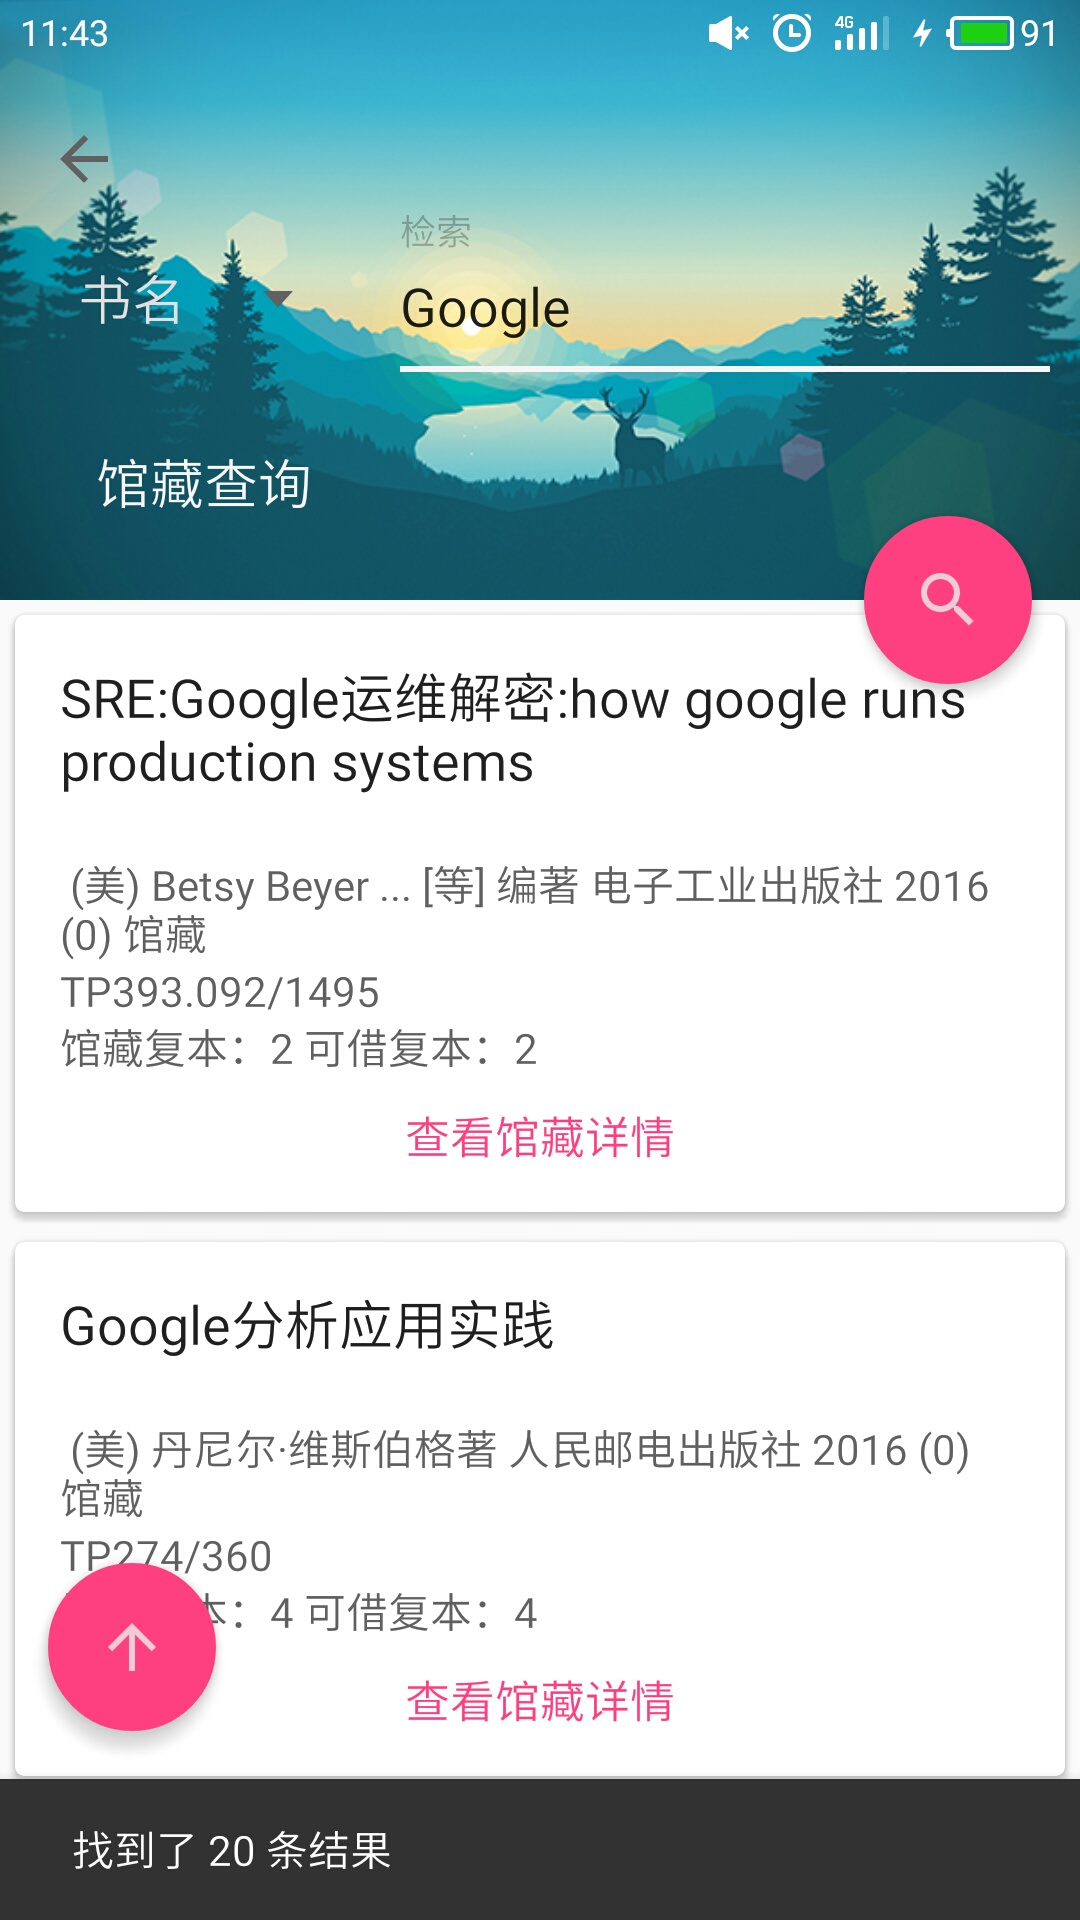 11:43
4G
91
检索
书名
Google
馆藏查询
SRE:Google运维解密:how google runs
production systems
(美) Betsy Beyer ... [等] 编著 电子工业出版社 2016
(0) 馆藏
TP393.092/1495
馆藏复本：2 可借复本：2
查看馆藏详情
Google分析应用实践
(美) 丹尼尔·维斯伯格著 人民邮电出版社 2016 (0)
馆藏
TP274/360
本：4 可借复本：4
查看馆藏详情
找到了 20 条结果